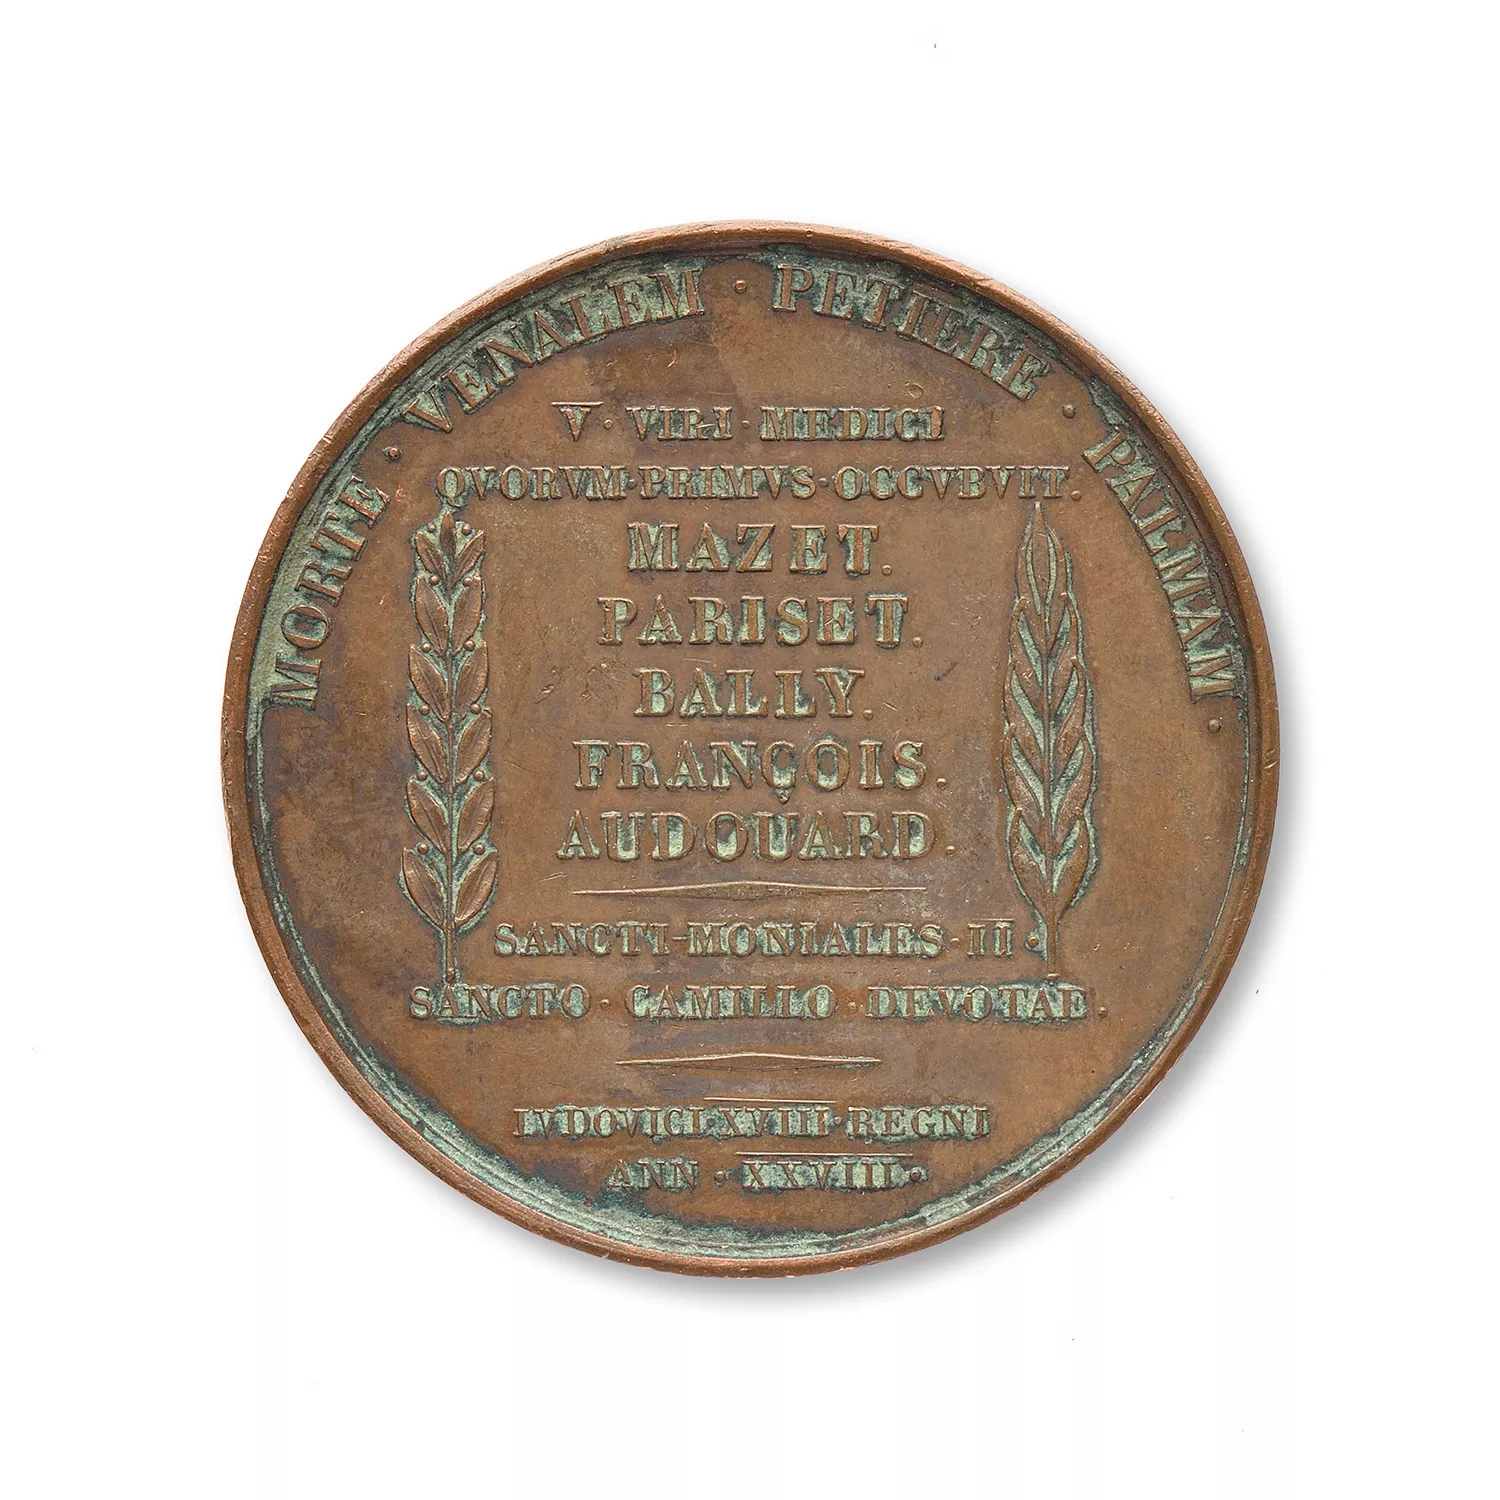 MORTE · VENALEM · PETIERE · PALMAM ·
V · VIRI · MEDICI
QVORVM · PRIMVS · OCCVBVIT.
MAZET.
PARISET.
BALLY.
FRANÇOIS.
AUDOUARD.
SANCTI-MONIALES · II ·
SANCTO · CAMILLO · DEVOTAE.
LVDOVICI · XVIII · REGNI
ANN · XXVIII ·